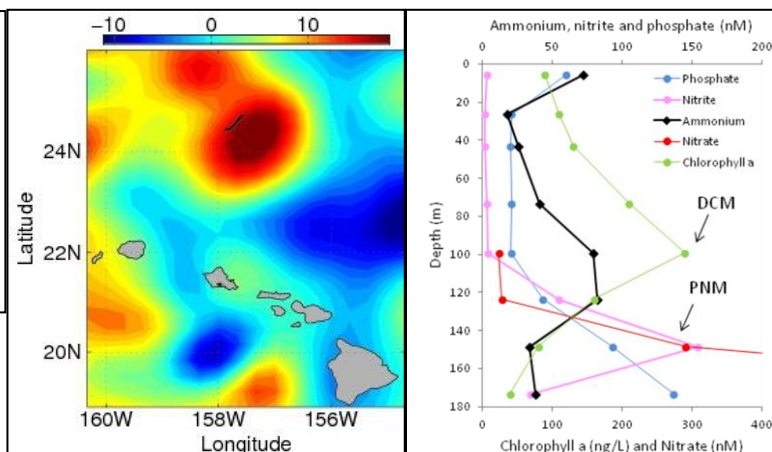 −10 0 10
24N
22N
20N
Latitude
160W 158W 156W
Longitude
Ammonium, nitrite and phosphate (nM)
0 50 100 150 200
0
20
40
60
80
100
120
140
160
180
Depth (m)
Phosphate
Nitrite
Ammonium
Nitrate
Chlorophyll a
DCM
PNM
0 100 200 300 400
Chlorophyll a (ng/L) and Nitrate (nM)